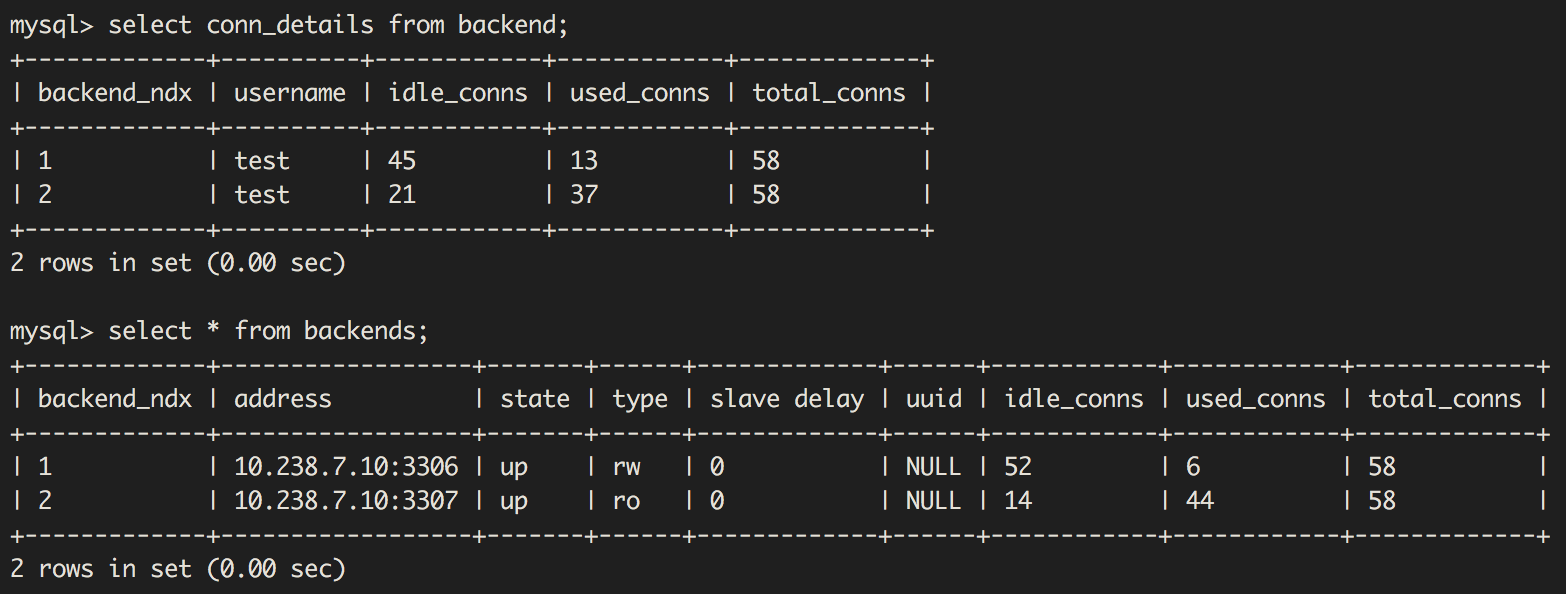 mysql> select conn_details from backend;
+-------------+----------+------------+------------+-------------+
| backend_ndx | username | idle_conns | used_conns | total_conns |
+-------------+----------+------------+------------+-------------+
| 1           | test     | 45         | 13         | 58          |
| 2           | test     | 21         | 37         | 58          |
+-------------+----------+------------+------------+-------------+
2 rows in set (0.00 sec)

mysql> select * from backends;
+-------------+------------------+-------+------+-------------+------+------------+------------+-------------+
| backend_ndx | address          | state | type | slave delay | uuid | idle_conns | used_conns | total_conns |
+-------------+------------------+-------+------+-------------+------+------------+------------+-------------+
| 1           | 10.238.7.10:3306 | up    | rw   | 0           | NULL | 52         | 6          | 58          |
| 2           | 10.238.7.10:3307 | up    | ro   | 0           | NULL | 14         | 44         | 58          |
+-------------+------------------+-------+------+-------------+------+------------+------------+-------------+
2 rows in set (0.00 sec)